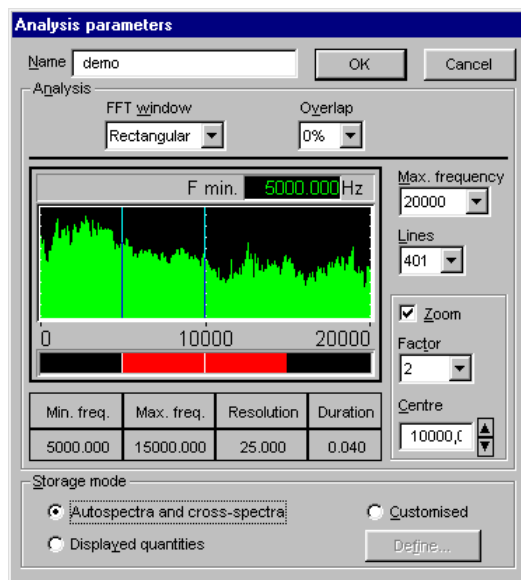 Analysis parameters
Name demo OK Cancel
Analysis
FFT window Overlap
Rectangular 0%
F min. 5000.000 Hz
Max. frequency
20000
Lines
401
0 10000 20000
Zoom
Factor
2
Min. freq. Max. freq. Resolution Duration
5000.000 15000.000 25.000 0.040
Centre
10000,0
Storage mode
Autospectra and cross-spectra Customised
Displayed quantities Define...